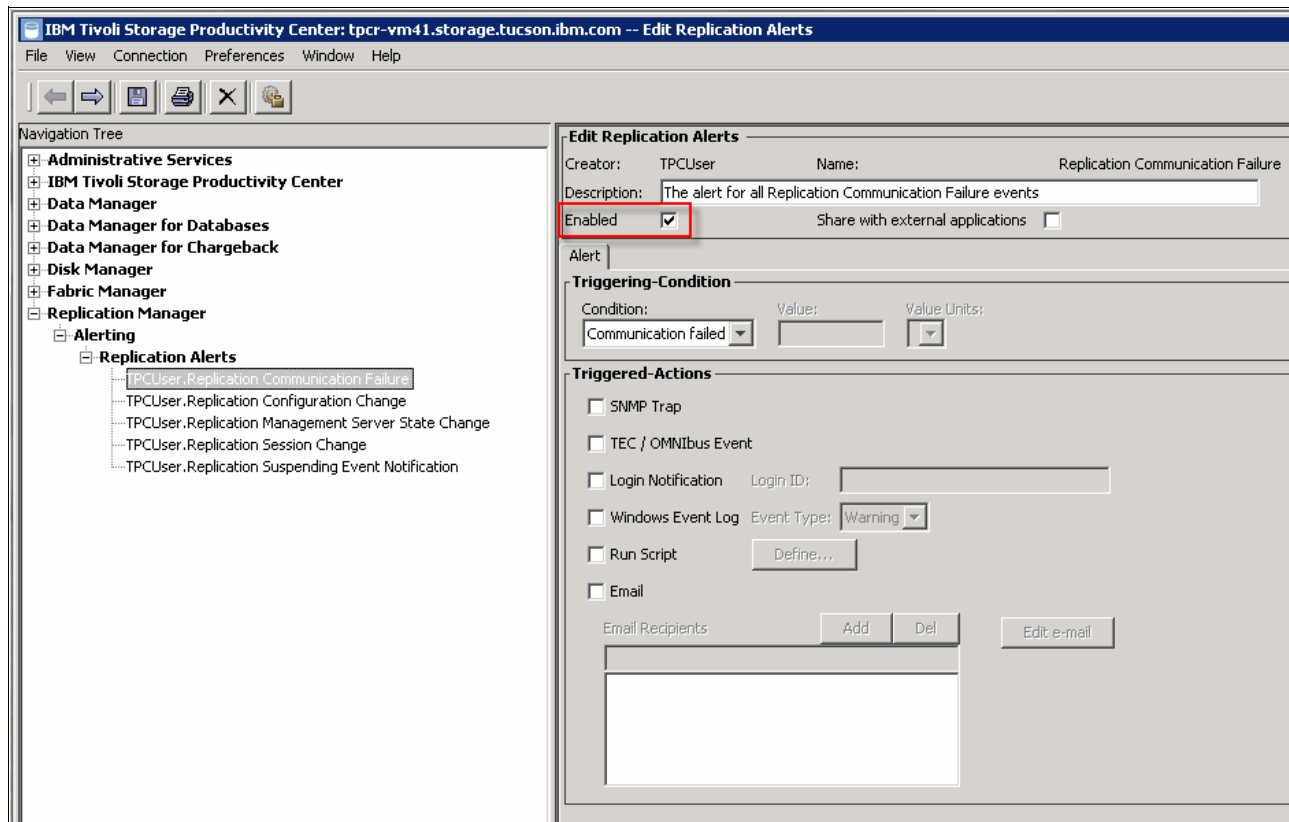 IBM Tivoli Storage Productivity Center: tpcr-vm41.storage.tucson.ibm.com -- Edit Replication Alerts
File View Connection Preferences Window Help
Navigation Tree
Administrative Services
IBM Tivoli Storage Productivity Center
Data Manager
Data Manager for Databases
Data Manager for Chargeback
Disk Manager
Fabric Manager
Replication Manager
Alerting
Replication Alerts
TPCUser.Replication Communication Failure
TPCUser.Replication Configuration Change
TPCUser.Replication Management Server State Change
TPCUser.Replication Session Change
TPCUser.Replication Suspending Event Notification
Edit Replication Alerts
Creator: TPCUser Name: Replication Communication Failure
Description: The alert for all Replication Communication Failure events
Enabled Share with external applications
Alert
Triggering-Condition
Condition: Value: Value Units:
Communication failed
Triggered-Actions
SNMP Trap
TEC / OMNIbus Event
Login Notification Login ID:
Windows Event Log Event Type: Warning
Run Script Define...
Email
Email Recipients Add Del Edit e-mail